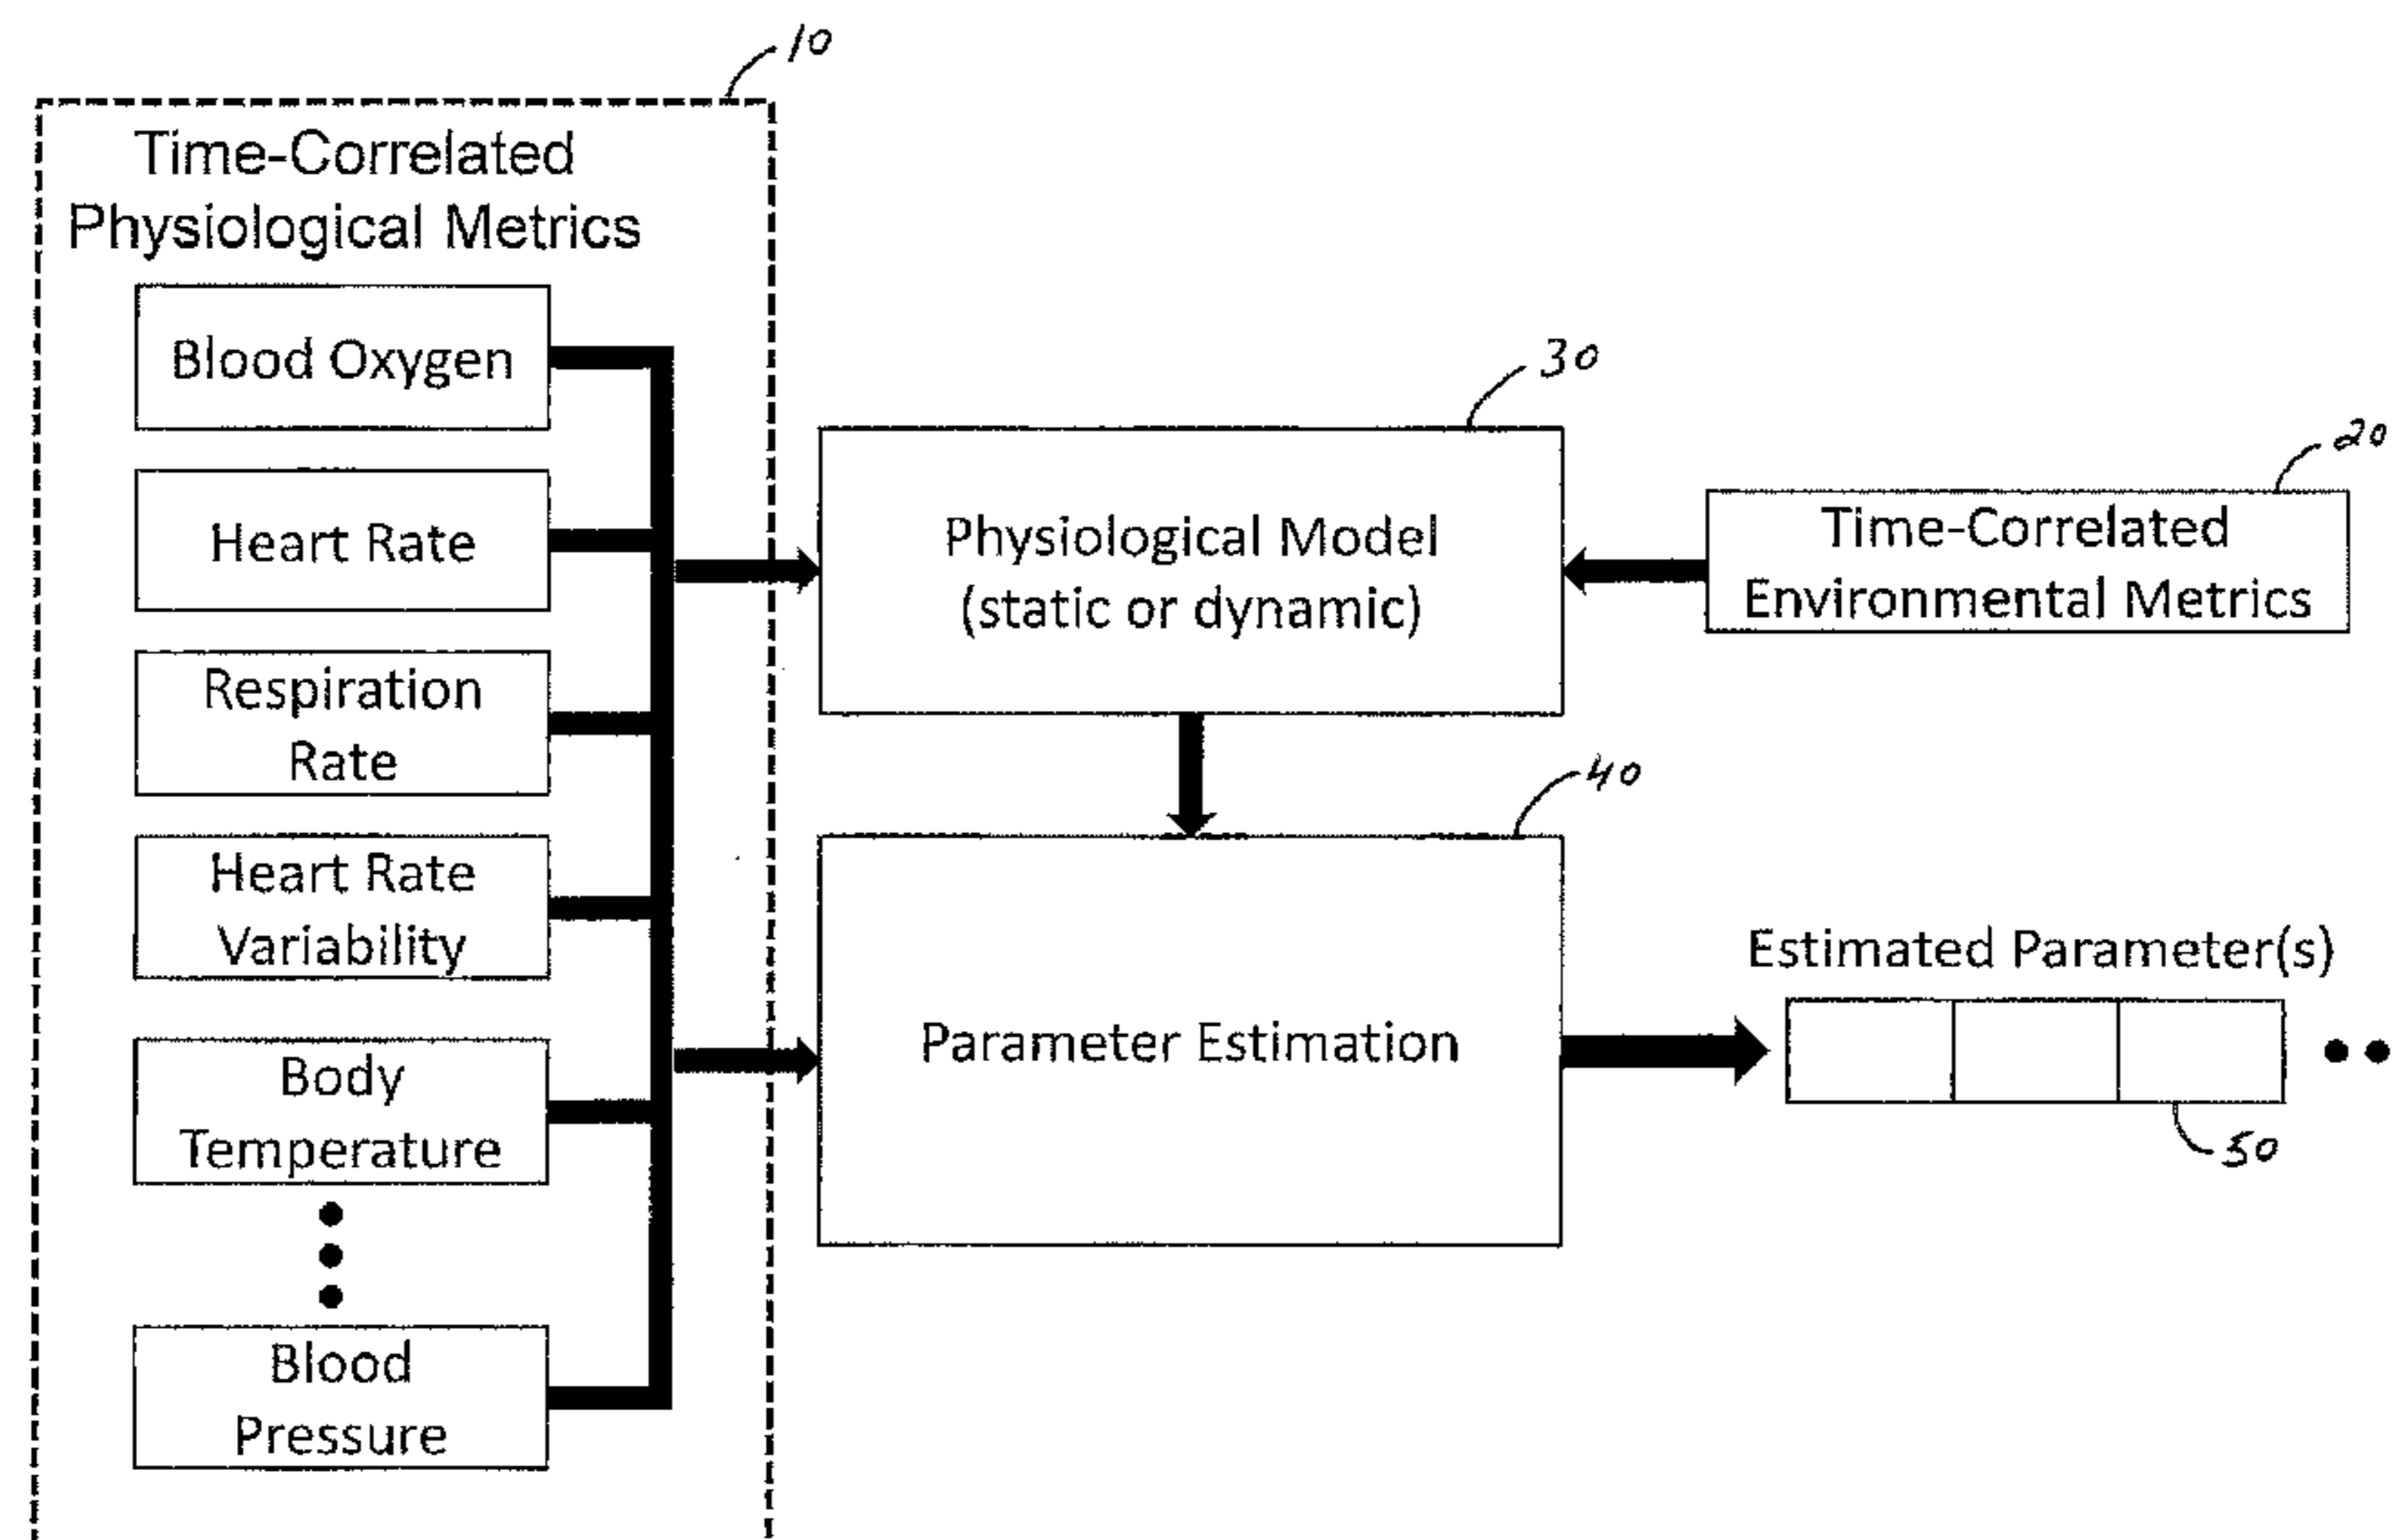 10
Time-Correlated
Physiological Metrics
Blood Oxygen
Heart Rate
Respiration
Rate
Heart Rate
Variability
Body
Temperature
Blood
Pressure
30
Physiological Model
(static or dynamic)
20
Time-Correlated
Environmental Metrics
40
Parameter Estimation
Estimated Parameter(s)
50